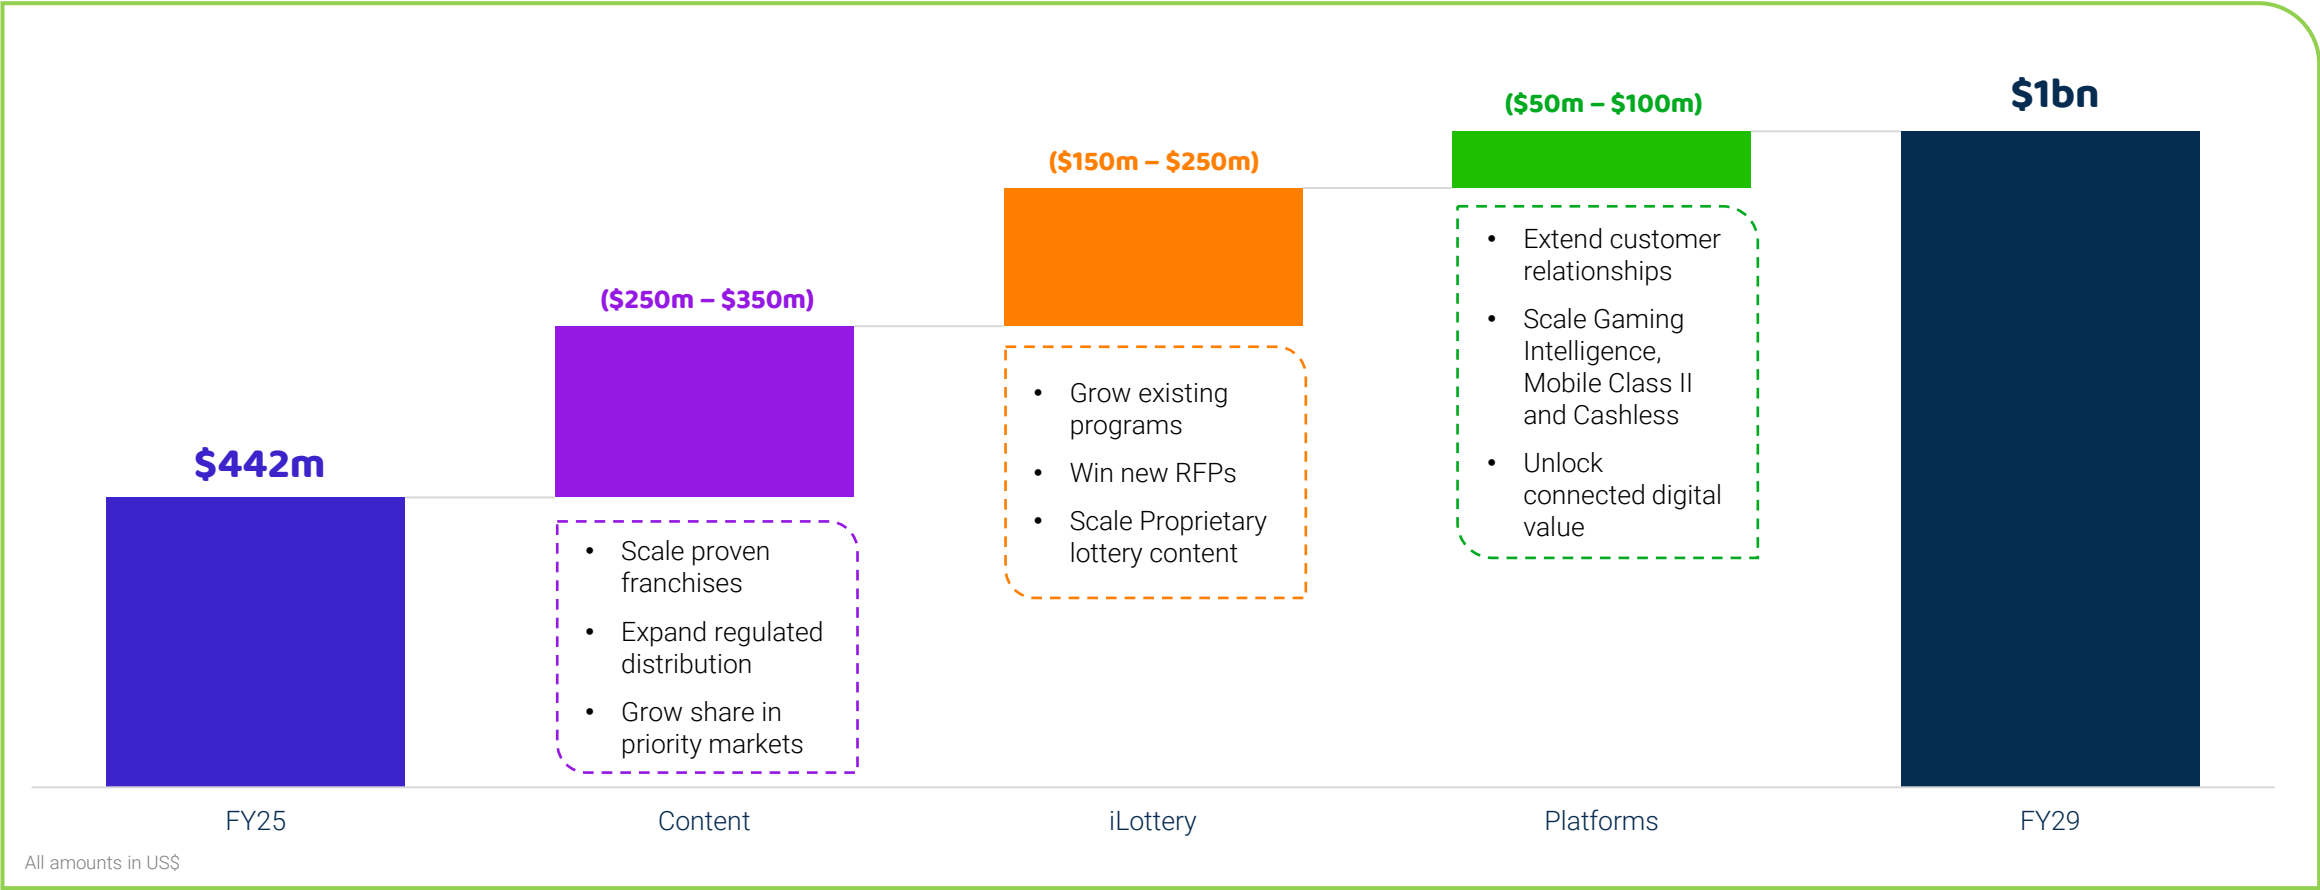 $442m
($250m – $350m)
($150m – $250m)
($50m – $100m)
$1bn
• Scale proven
franchises
• Expand regulated
distribution
• Grow share in
priority markets
• Grow existing
programs
• Win new RFPs
• Scale Proprietary
lottery content
• Extend customer
relationships
• Scale Gaming
Intelligence,
Mobile Class II
and Cashless
• Unlock
connected digital
value
FY25
Content
iLottery
Platforms
FY29
All amounts in US$